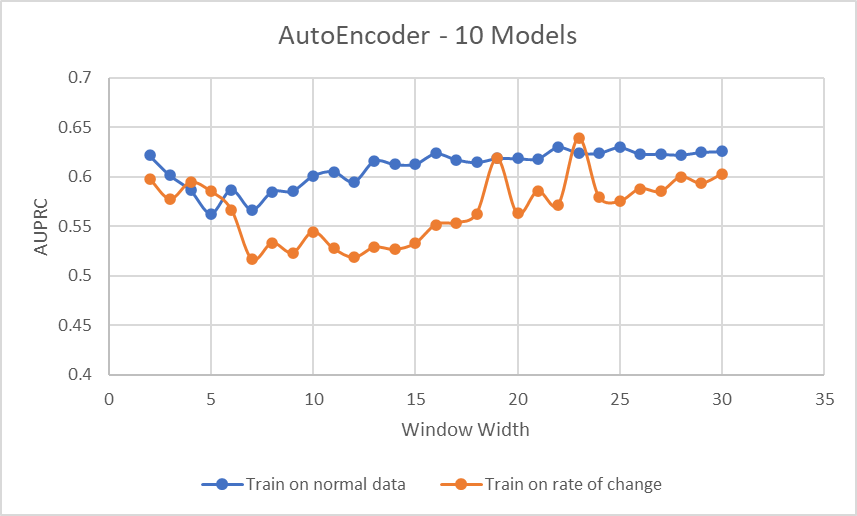 AutoEncoder - 10 Models
0.7
0.65
0.6
0.55
0.5
0.45
0.4
AUPRC
0 5 10 15 20 25 30 35
Window Width
Train on normal data Train on rate of change